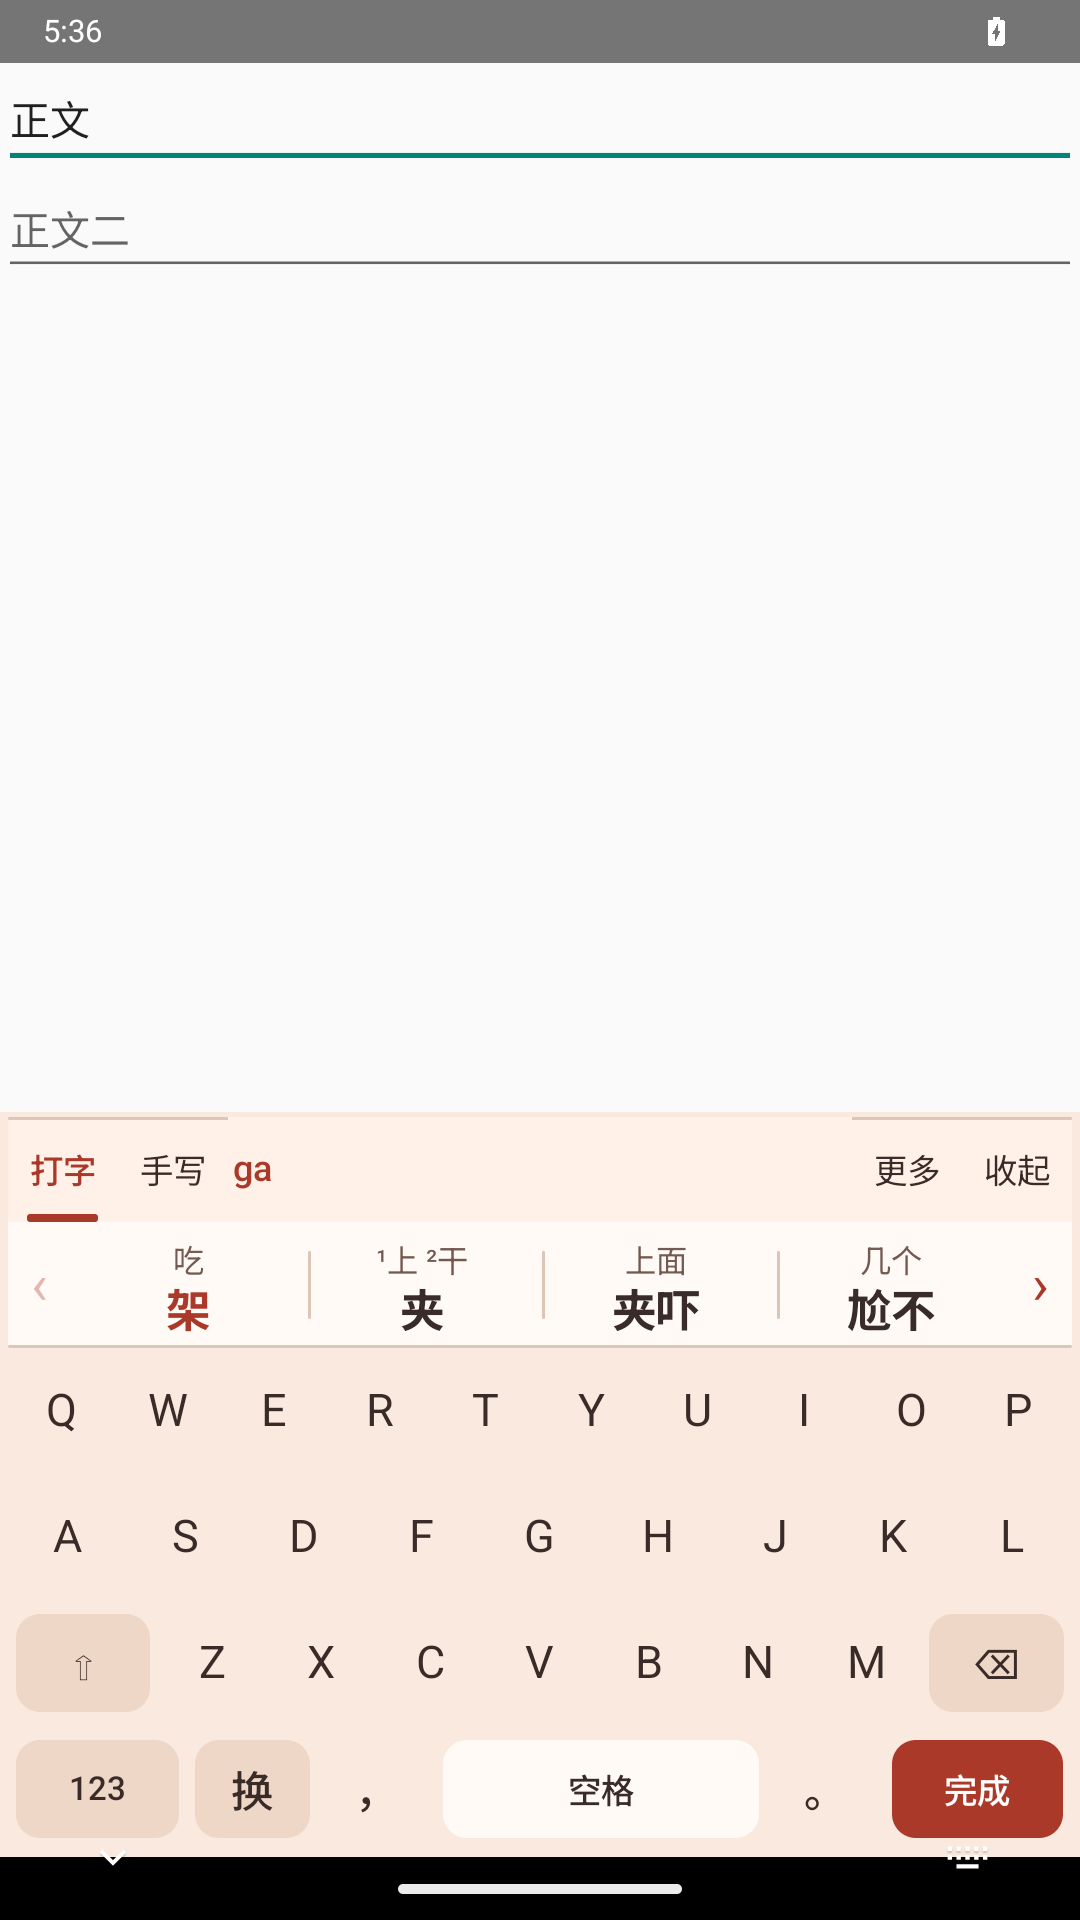 5:36
正文
正文二
打字 手写 ga 更多 收起
吃 ¹上 ²干 上面 几个
‹ 架 夹 夹吓 尬不 ›
Q W E R T Y U I O P
A S D F G H J K L
⇧ Z X C V B N M ⌫
123 换 ， 空格 。 完成